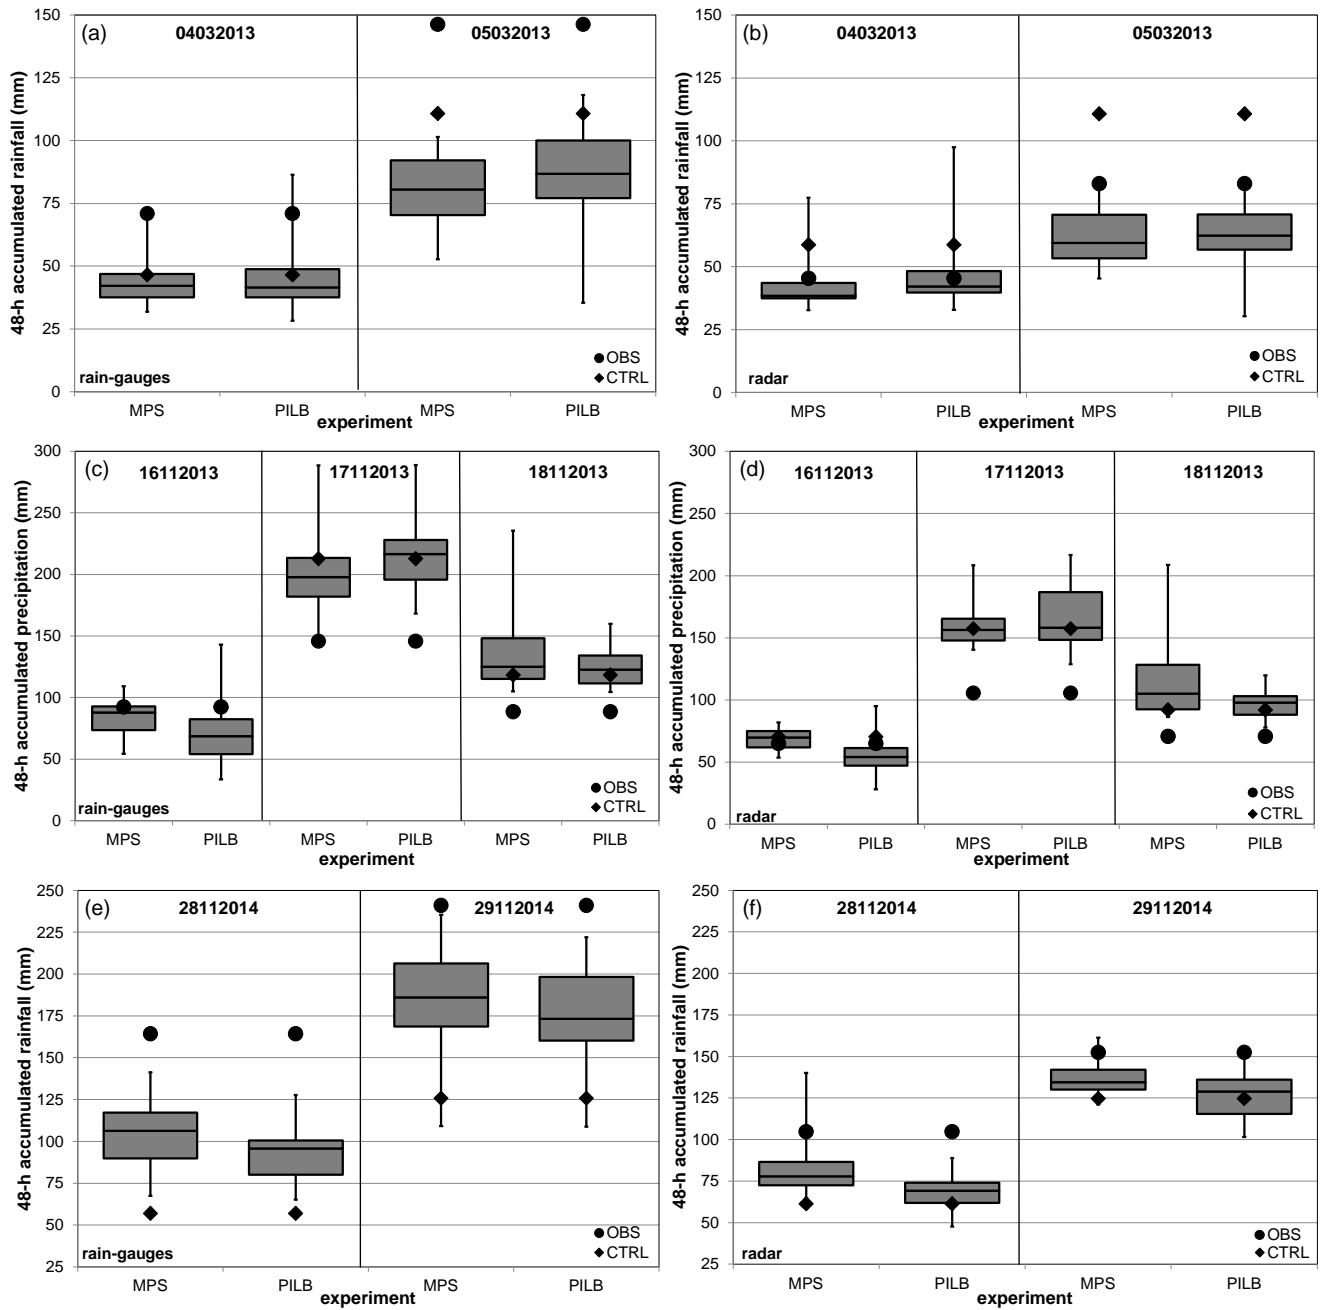 (a)
04032013
05032013
48-h accumulated rainfall (mm)
150
125
100
75
50
25
0
OBS
CTRL
rain-gauges
MPS
PILB
MPS
PILB
experiment
(b)
04032013
05032013
48-h accumulated rainfall (mm)
150
125
100
75
50
25
0
OBS
CTRL
radar
MPS
PILB
MPS
PILB
experiment
(c)
16112013
17112013
18112013
48-h accumulated precipitation (mm)
300
250
200
150
100
50
0
OBS
CTRL
rain-gauges
MPS
PILB
MPS
PILB
MPS
PILB
experiment
(d)
16112013
17112013
18112013
48-h accumulated precipitation (mm)
300
250
200
150
100
50
0
OBS
CTRL
radar
MPS
PILB
MPS
PILB
MPS
PILB
experiment
(e)
28112014
29112014
48-h accumulated rainfall (mm)
250
225
200
175
150
125
100
75
50
25
OBS
CTRL
rain-gauges
MPS
PILB
MPS
PILB
experiment
(f)
28112014
29112014
48-h accumulated rainfall (mm)
250
225
200
175
150
125
100
75
50
25
OBS
CTRL
radar
MPS
PILB
MPS
PILB
experiment